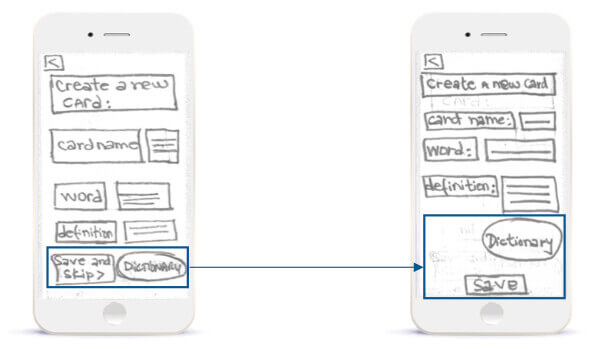 <
Create a new
CARD:
card name
word
definition
Save and
Skip>
DICTIONARY
<
Create A new Card
CARD:
card name:
word:
definition:
Dictionary
SAVE